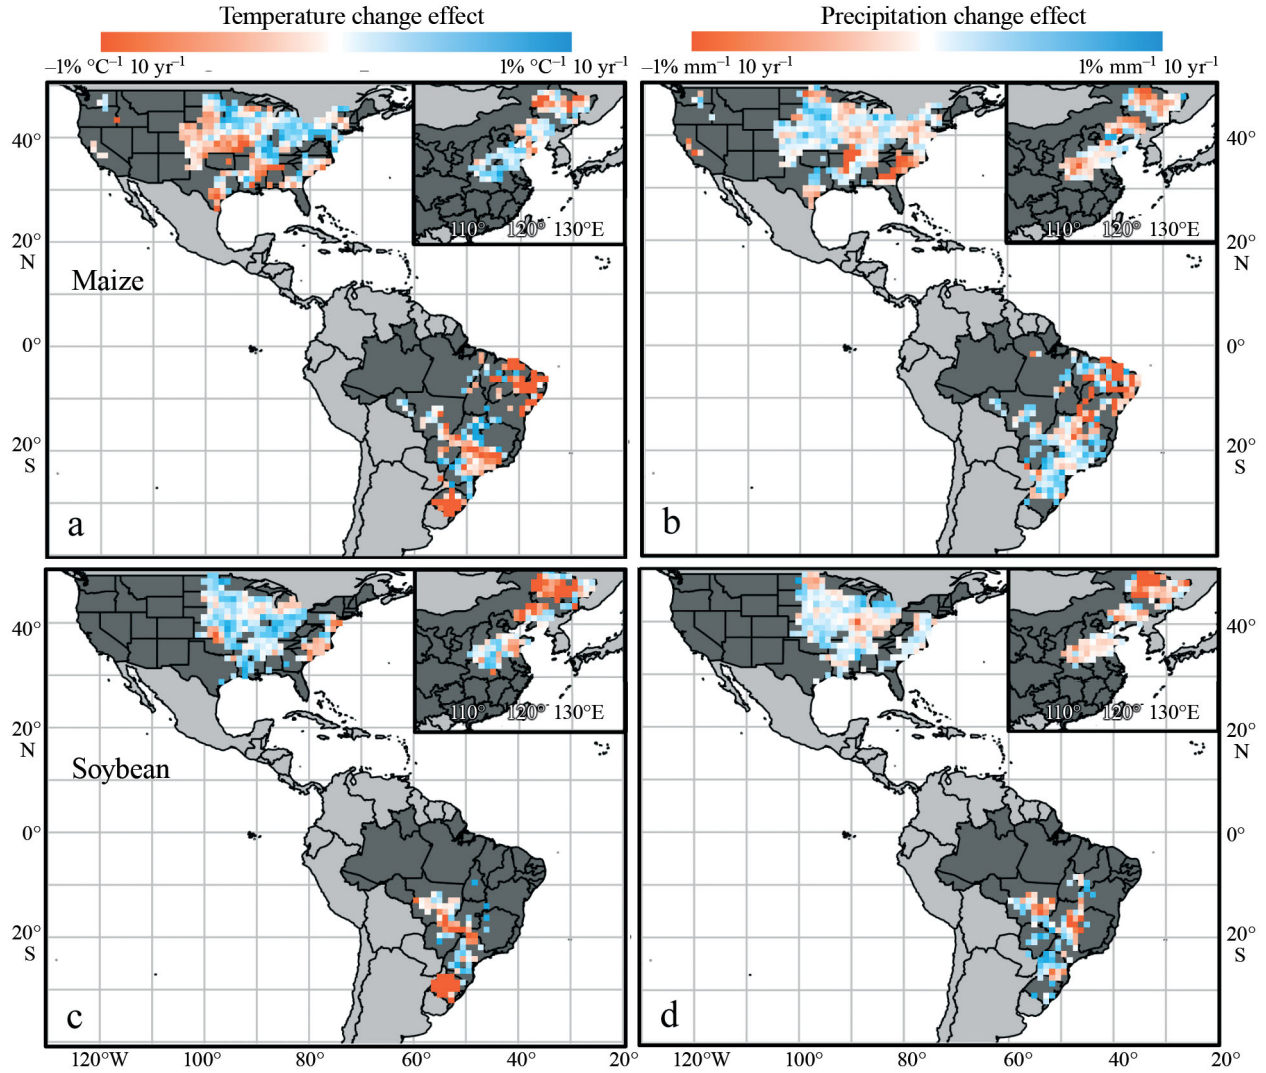 Temperature change effect Precipitation change effect
–1% °C⁻¹ 10 yr⁻¹ – – 1% °C⁻¹ 10 yr⁻¹ –1% mm⁻¹ 10 yr⁻¹ 1% mm⁻¹ 10 yr⁻¹
40° 40°
110° 120° 130°E 110° 120° 130°E
20° 20°
N N
Maize
0° 0°
20° 20°
S S
a b
40° 40°
110° 120° 130°E 110° 120° 130°E
20° 20°
N N
Soybean
0° 0°
20° 20°
S S
c d
120°W 100° 80° 60° 40° 20° 120°W 100° 80° 60° 40° 20°